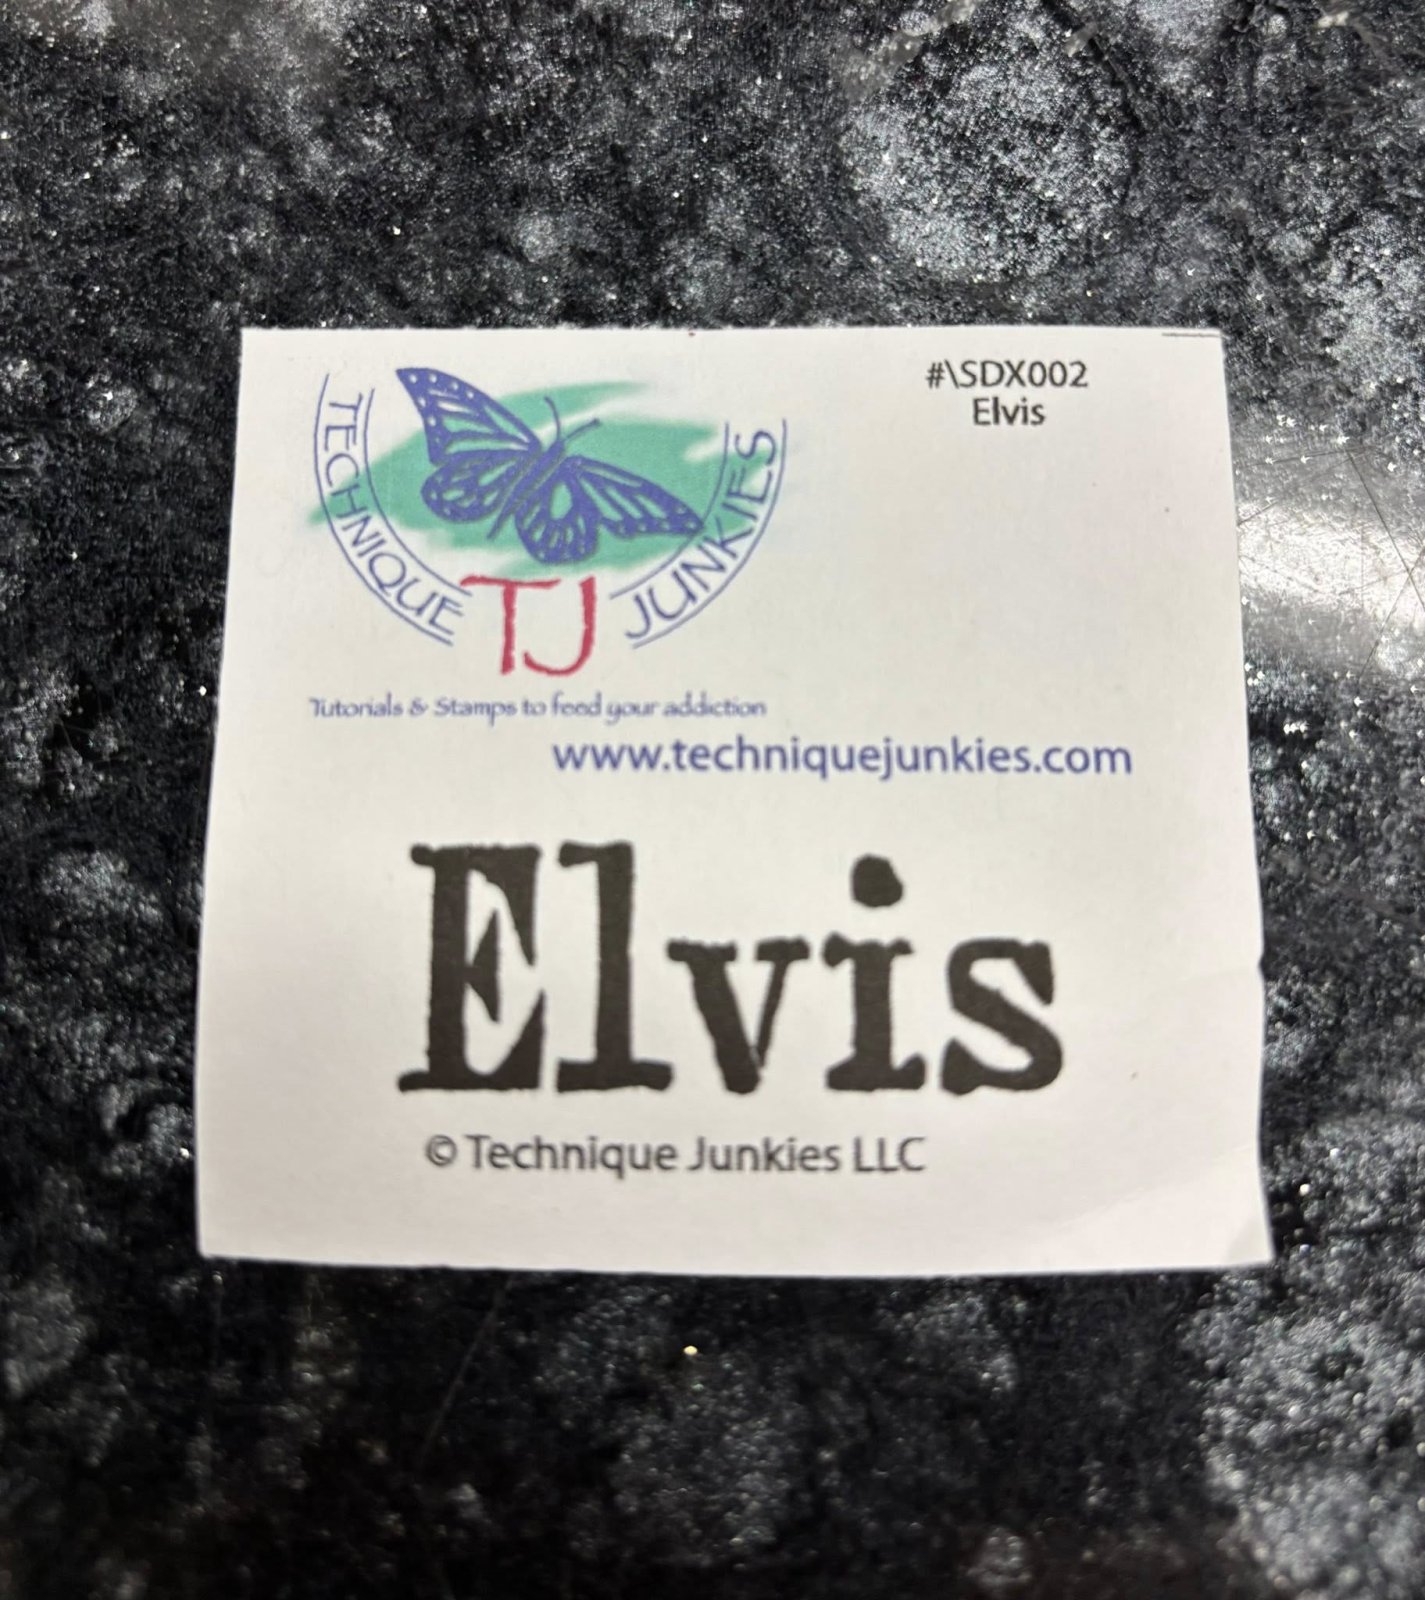 #\SDX002
Elvis
TECHNIQUE TJ JUNKIES
Tutorials & Stamps to feed your addiction
www.techniquejunkies.com
Elvis
© Technique Junkies LLC